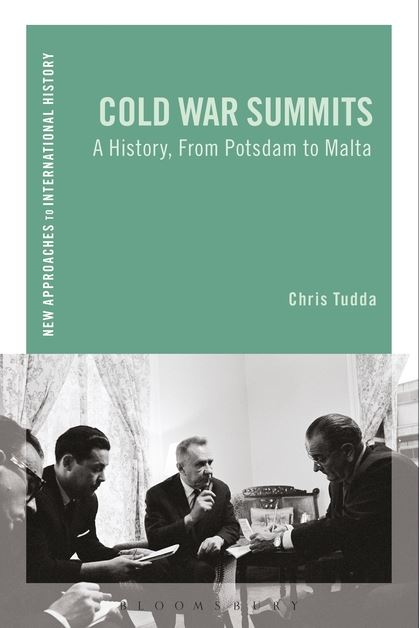 NEW APPROACHES TO INTERNATIONAL HISTORY
COLD WAR SUMMITS
A History, From Potsdam to Malta
Chris Tudda
BLOOMSBURY